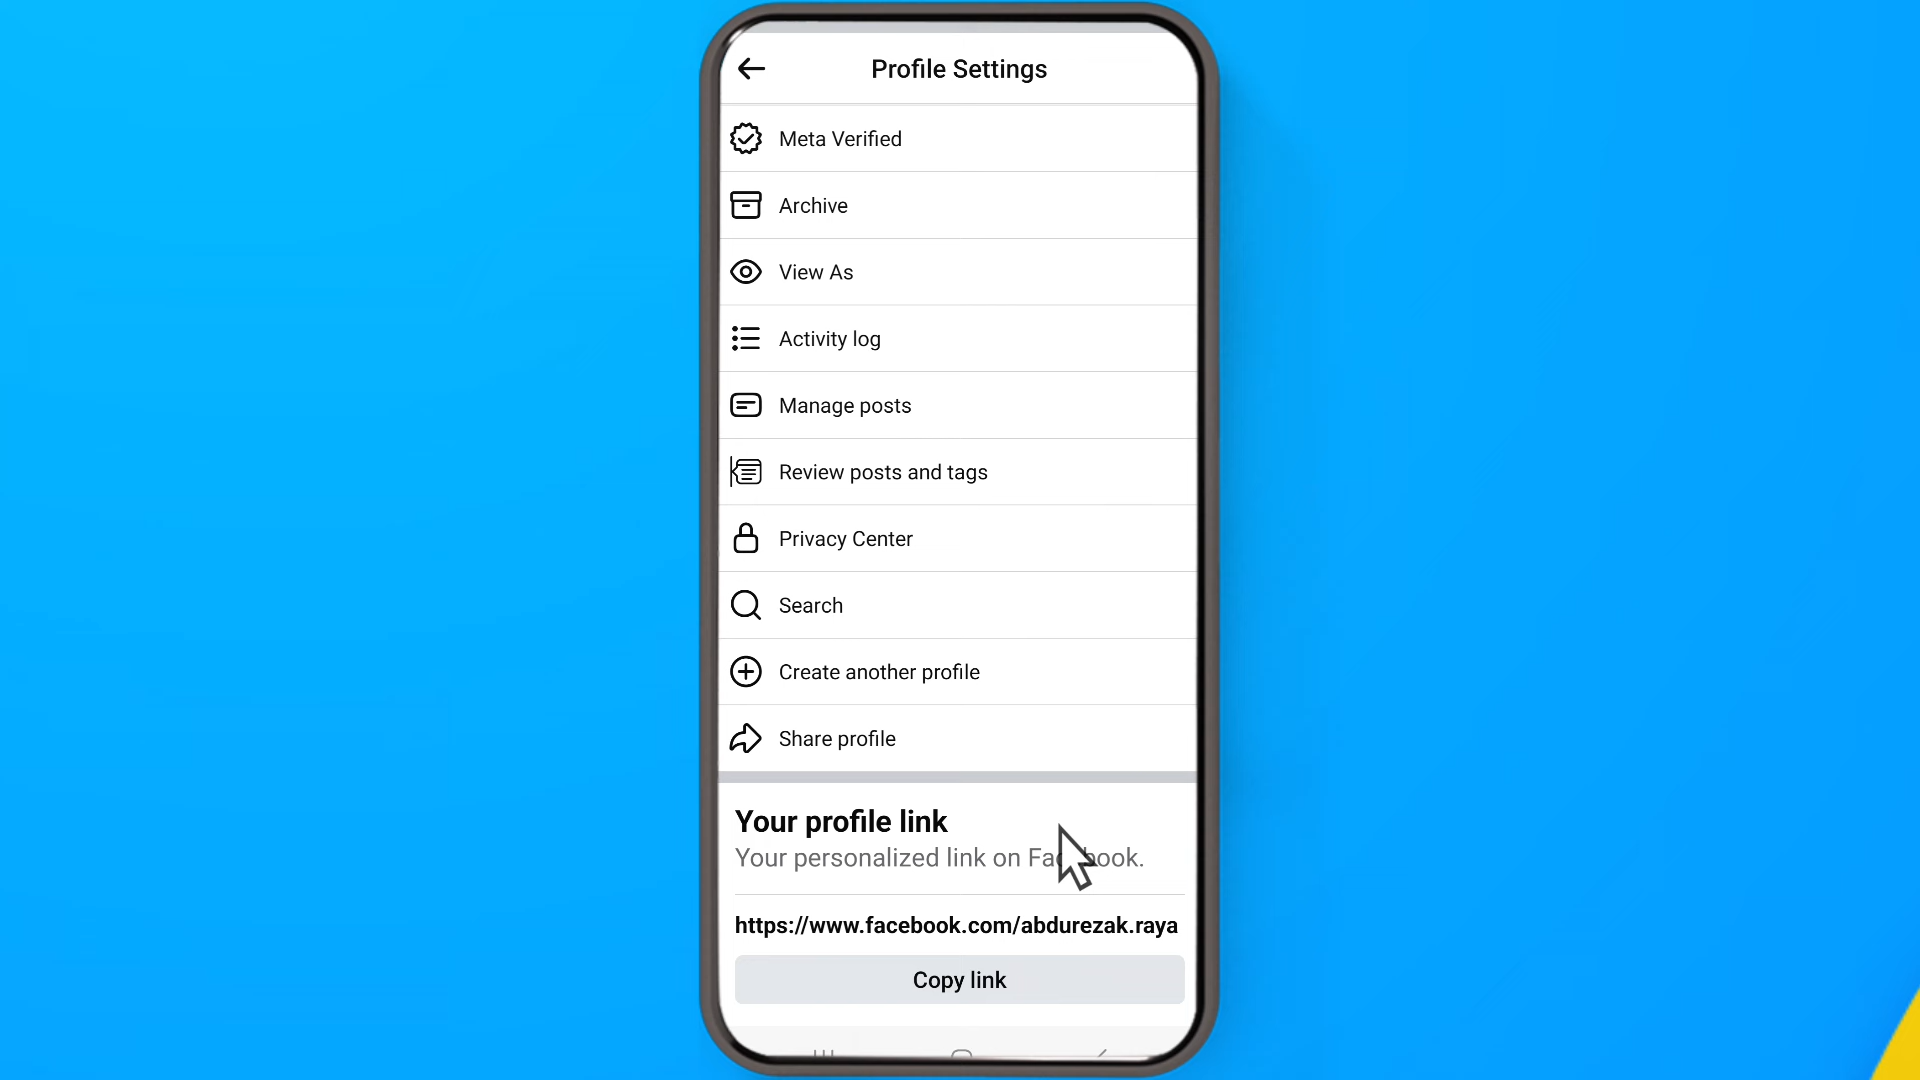 Profile Settings
Meta Verified
Archive
View As
Activity log
Manage posts
Review posts and tags
Privacy Center
Search
Create another profile
Share profile
Your profile link
Your personalized link on Facebook.
https://www.facebook.com/abdurezak.raya
Copy link